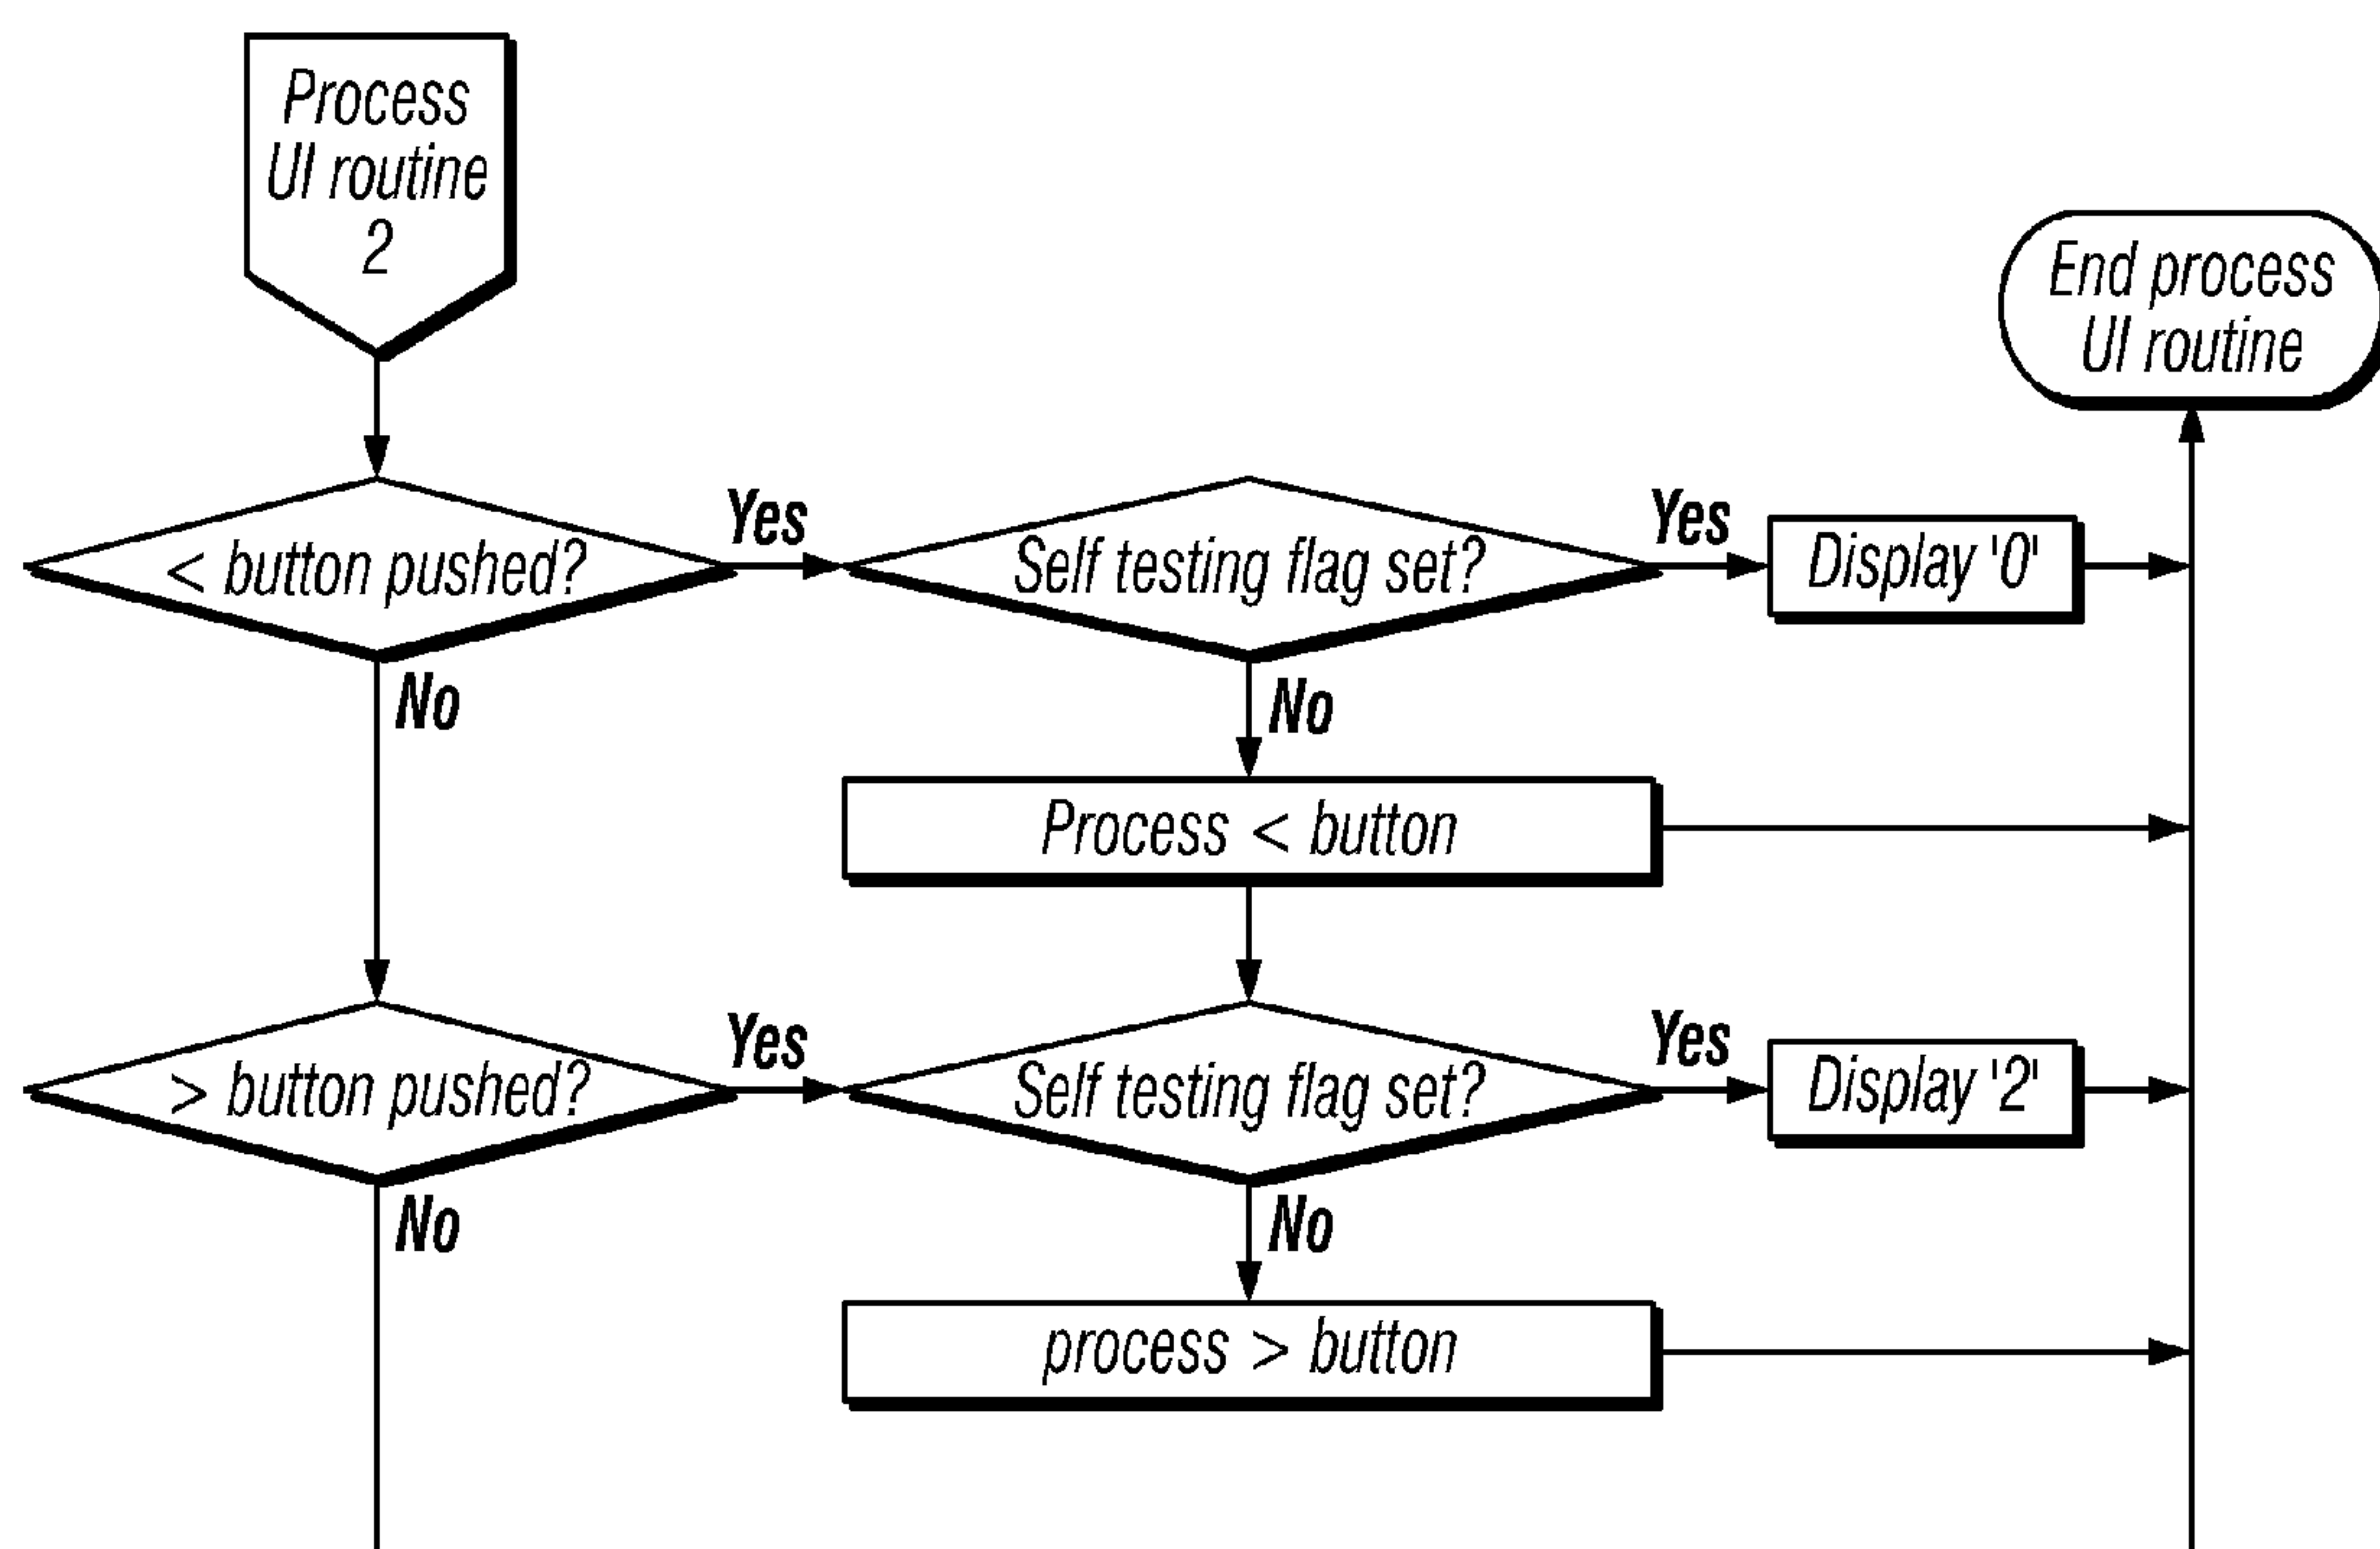 Process
UI routine
2
End process
UI routine
< button pushed?
Yes
Self testing flag set?
Yes
Display '0'
No
No
Process < button
> button pushed?
Yes
Self testing flag set?
Yes
Display '2'
No
No
process > button